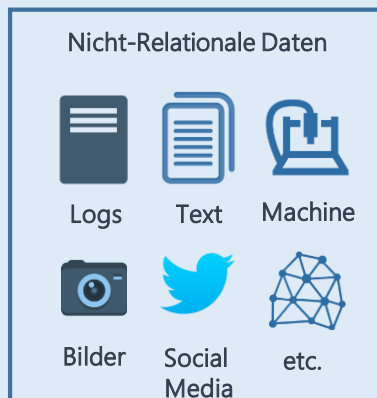 Nicht-Relationale Daten
Logs
Text
Machine
Bilder
Social
Media
etc.